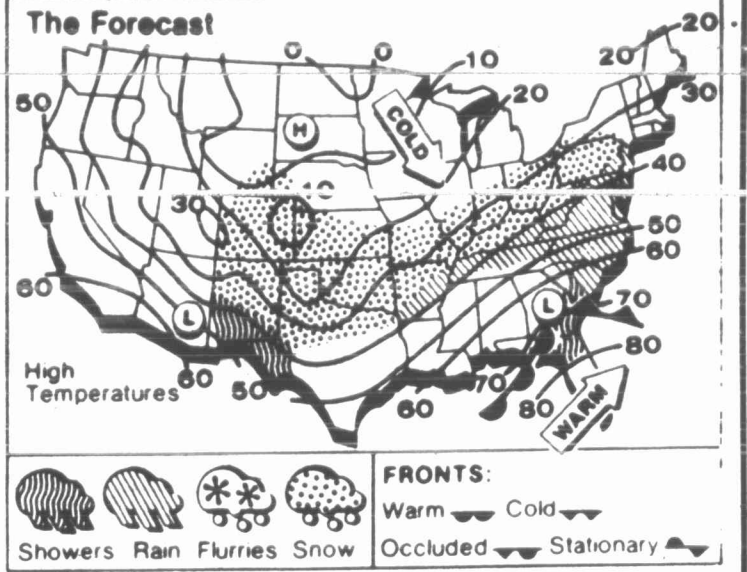 The Forecast
20
0 0 10 20
50 20 30
H
COLD
40
30 10
50
60
60
L L
70
80
High
Temperatures
60 50 60 70 80
WARM
FRONTS:
Warm Cold
Showers Rain Flurries Snow
Occluded Stationary